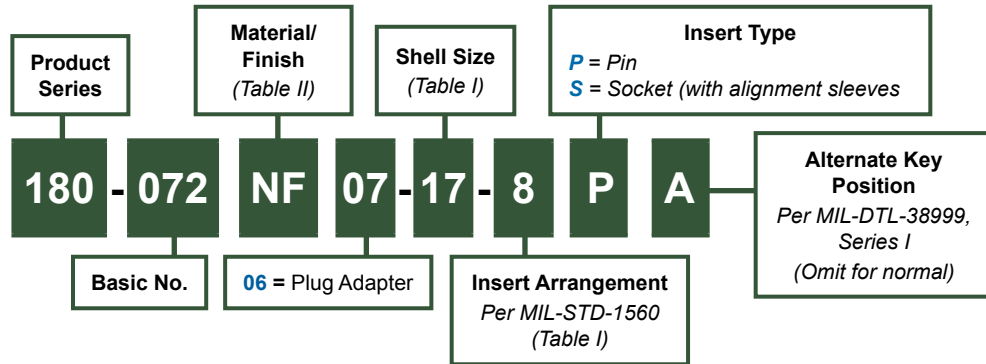 Product
Series
Material/
Finish
(Table II)
Shell Size
(Table I)
Insert Type
P = Pin
S = Socket (with alignment sleeves
180 - 072 NF 07 - 17 - 8 P A
Basic No.
06 = Plug Adapter
Insert Arrangement
Per MIL-STD-1560
(Table I)
Alternate Key
Position
Per MIL-DTL-38999,
Series I
(Omit for normal)